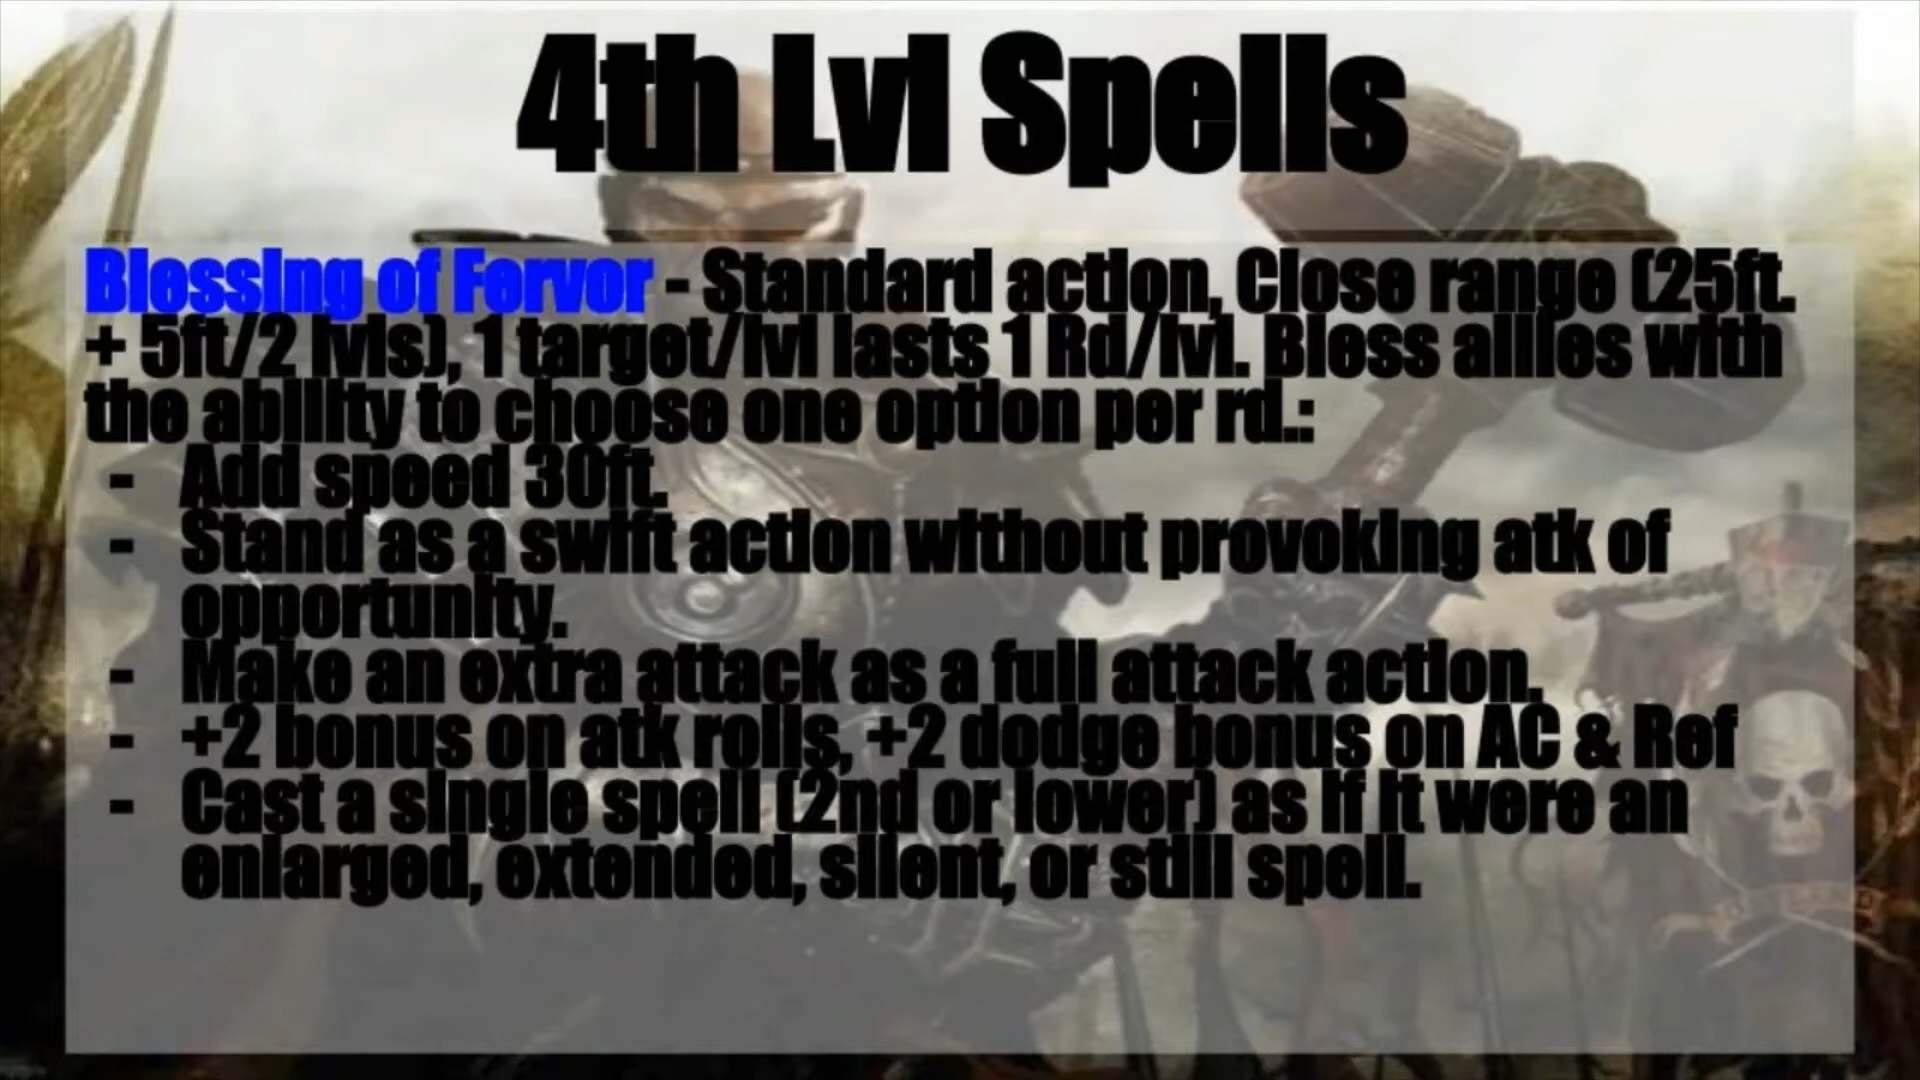 4th Lvl Spells
Blessing of Fervor - Standard action, Close range (25ft.
+ 5ft/2 lvls), 1 target/lvl lasts 1 Rd/lvl. Bless allies with
the ability to choose one option per rd.:
- Add speed 30ft.
- Stand as a swift action without provoking atk of
opportunity.
- Make an extra attack as a full attack action.
- +2 bonus on atk rolls, +2 dodge bonus on AC & Ref
- Cast a single spell (2nd or lower) as if it were an
enlarged, extended, silent, or still spell.